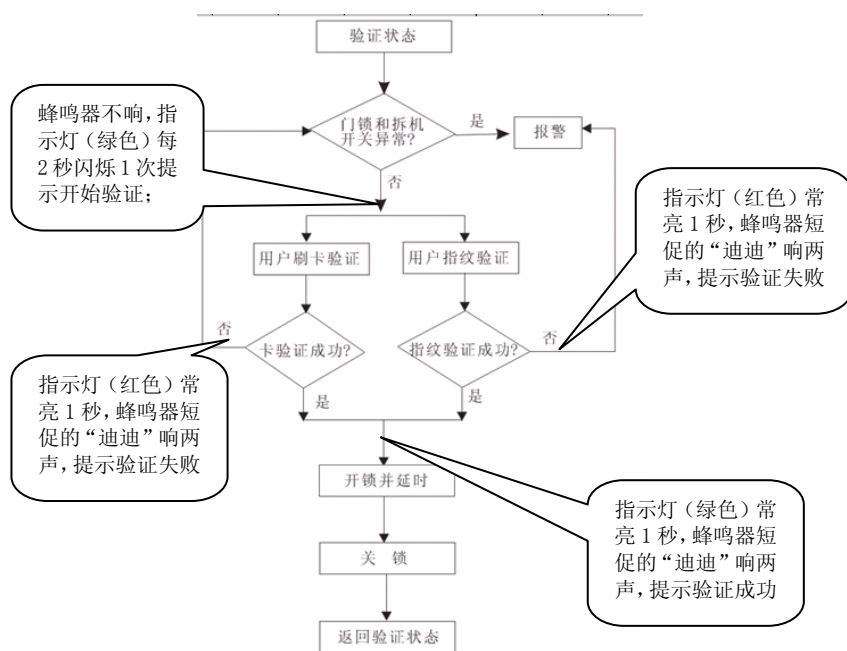 验证状态
蜂鸣器不响，指
示灯（绿色）每
2秒闪烁1次提
示开始验证；
门锁和拆机
开关异常？
是
报警
否
指示灯（红色）常
亮1秒，蜂鸣器短
促的“迪迪”响两
声，提示验证失败
用户刷卡验证
用户指纹验证
否
卡验证成功？
指纹验证成功？
否
指示灯（红色）常
亮1秒，蜂鸣器短
促的“迪迪”响两
声，提示验证失败
是
是
开锁并延时
指示灯（绿色）常
亮1秒，蜂鸣器短
促的“迪迪”响两
声，提示验证成功
关 锁
返回验证状态